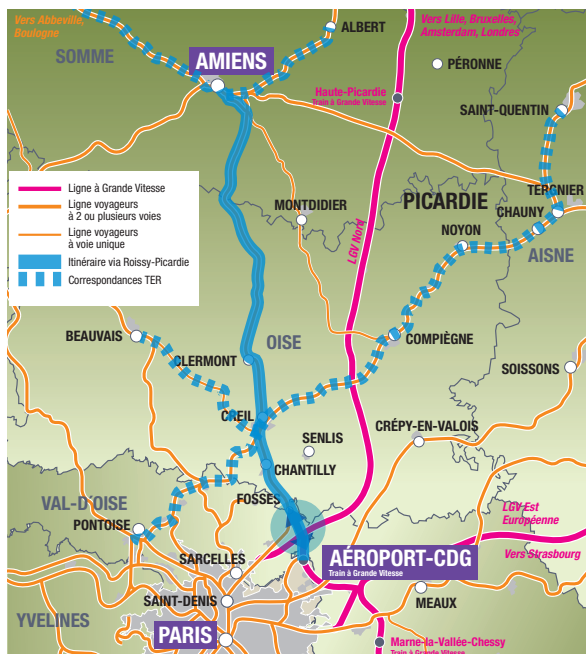 Vers Abbeville,
Boulogne
SOMME
ALBERT
AMIENS
Vers Lille, Bruxelles,
Amsterdam, Londres
PÉRONNE
Haute-Picardie
Train à Grande Vitesse
SAINT-QUENTIN
Ligne à Grande Vitesse
Ligne voyageurs
à 2 ou plusieurs voies
Ligne voyageurs
à voie unique
Itinéraire via Roissy-Picardie
Correspondances TER
MONTDIDIER
PICARDIE
TERGNIER
CHAUNY
NOYON
AISNE
LGV Nord
BEAUVAIS
OISE
COMPIÈGNE
CLERMONT
SOISSONS
CREIL
SENLIS
CRÉPY-EN-VALOIS
CHANTILLY
VAL-D'OISE
FOSSES
PONTOISE
LGV Est
Européenne
AÉROPORT-CDG
Train à Grande Vitesse
Vers Strasbourg
SARCELLES
SAINT-DENIS
MEAUX
YVELINES
PARIS
Marne-la-Vallée-Chessy
Train à Grande Vitesse